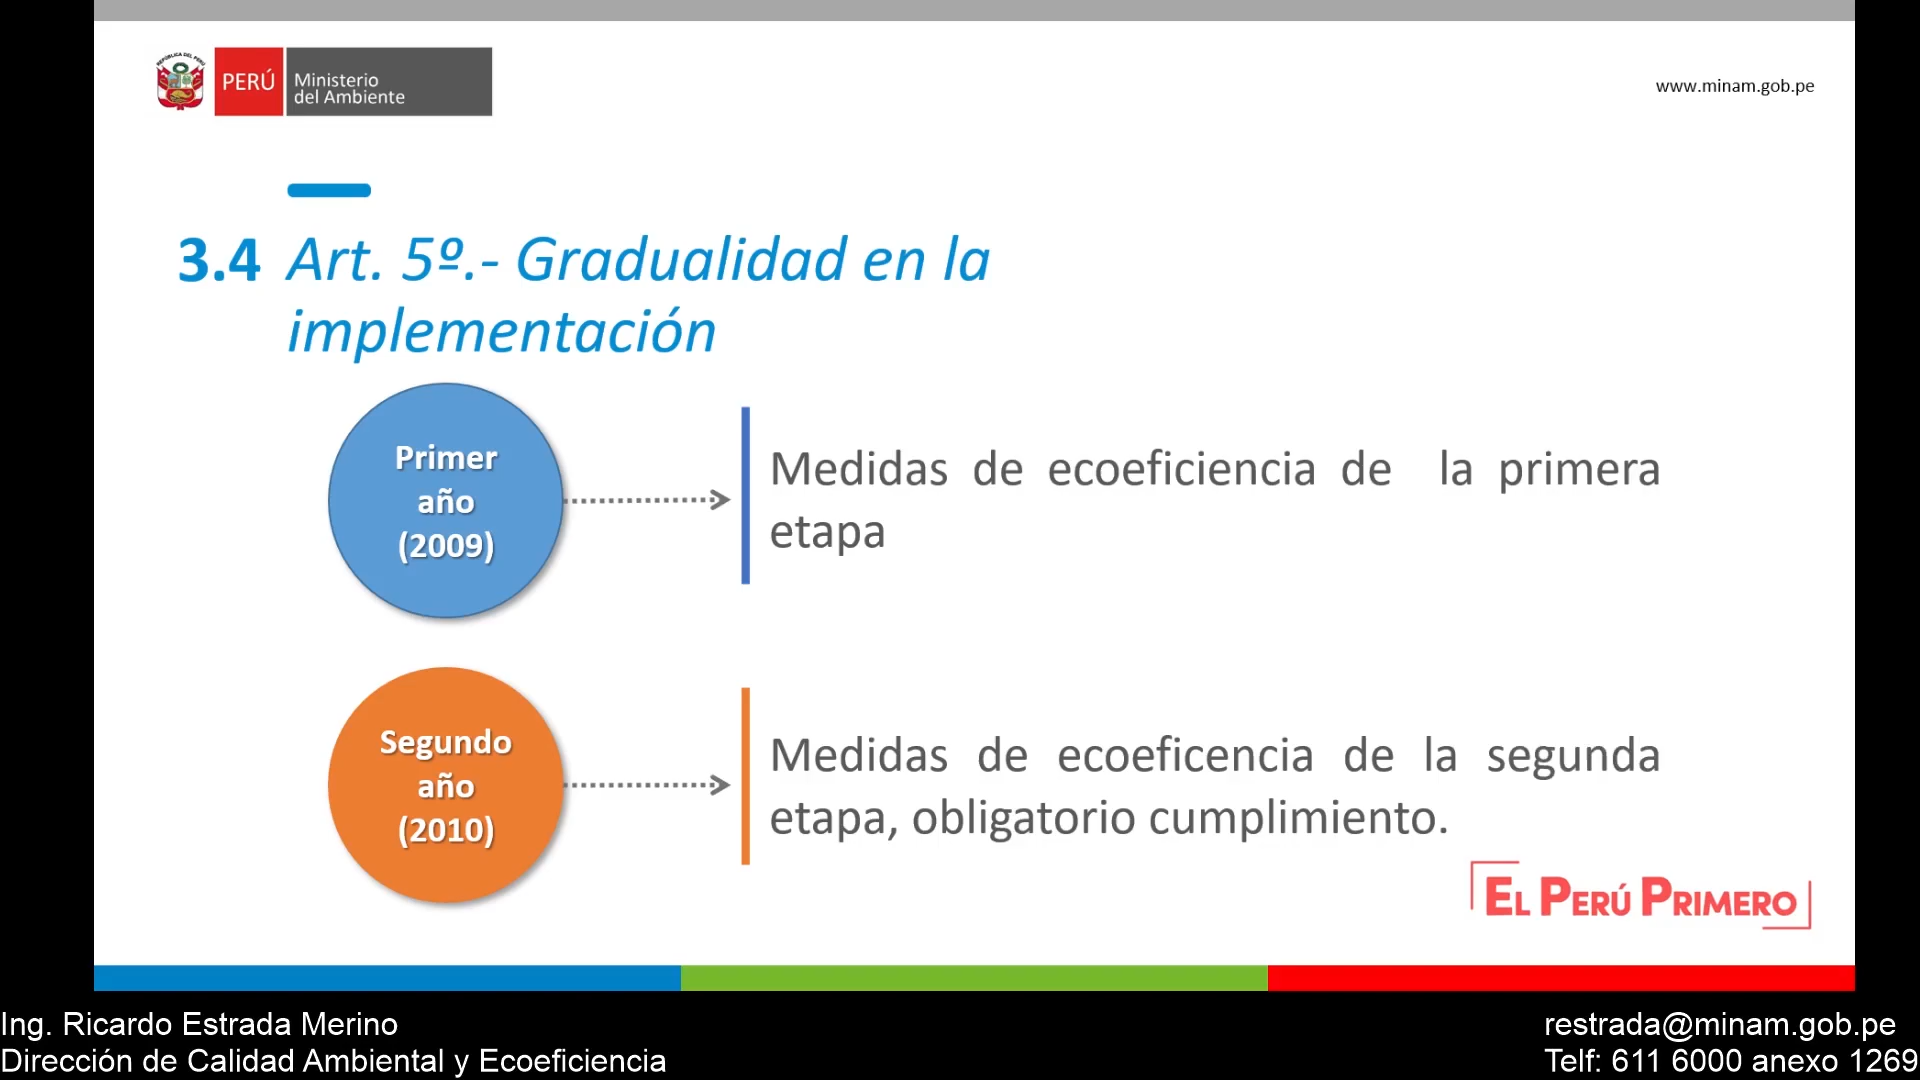 REPÚBLICA DEL PERÚ
PERÚ
Ministerio
del Ambiente
www.minam.gob.pe
3.4 Art. 5º.- Gradualidad en la
implementación
Primer
año
(2009)
Medidas de ecoeficiencia de la primera
etapa
Segundo
año
(2010)
Medidas de ecoeficencia de la segunda
etapa, obligatorio cumplimiento.
EL PERÚ PRIMERO
Ing. Ricardo Estrada Merino
Dirección de Calidad Ambiental y Ecoeficiencia
restrada@minam.gob.pe
Telf: 611 6000 anexo 1269